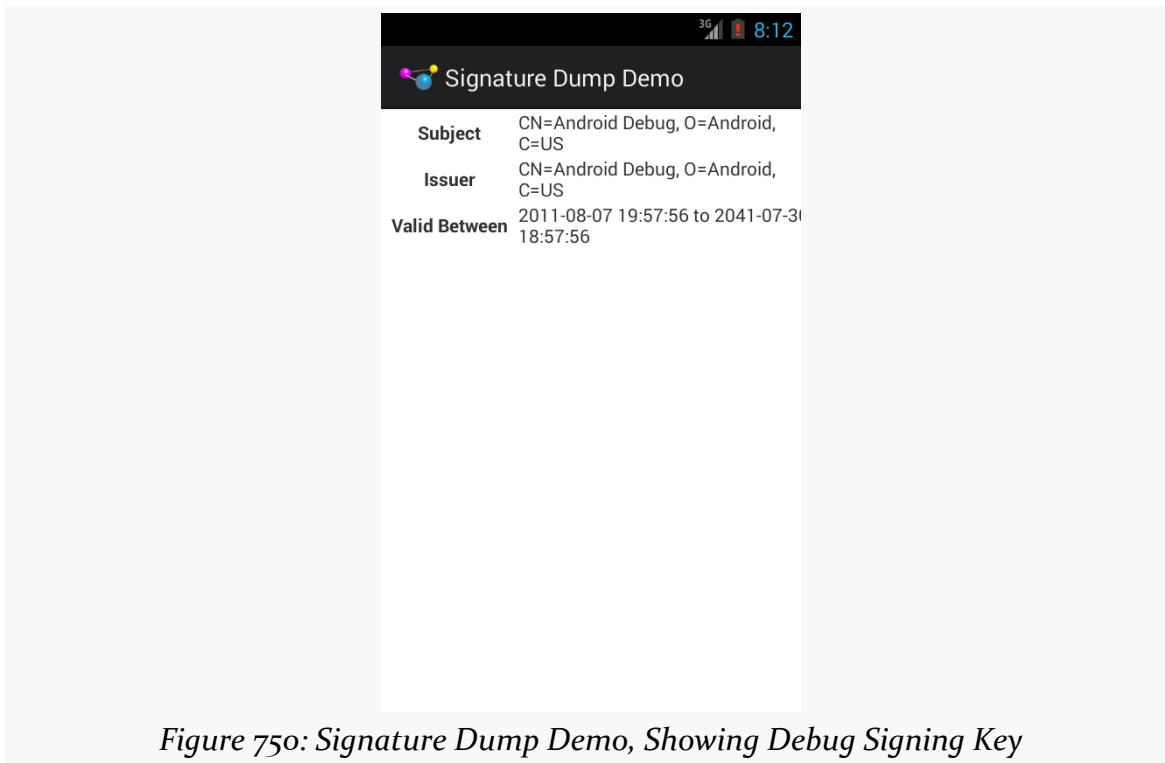 3G 8:12
Signature Dump Demo
Subject CN=Android Debug, O=Android,
C=US
Issuer CN=Android Debug, O=Android,
C=US
Valid Between 2011-08-07 19:57:56 to 2041-07-30
18:57:56
Figure 750: Signature Dump Demo, Showing Debug Signing Key